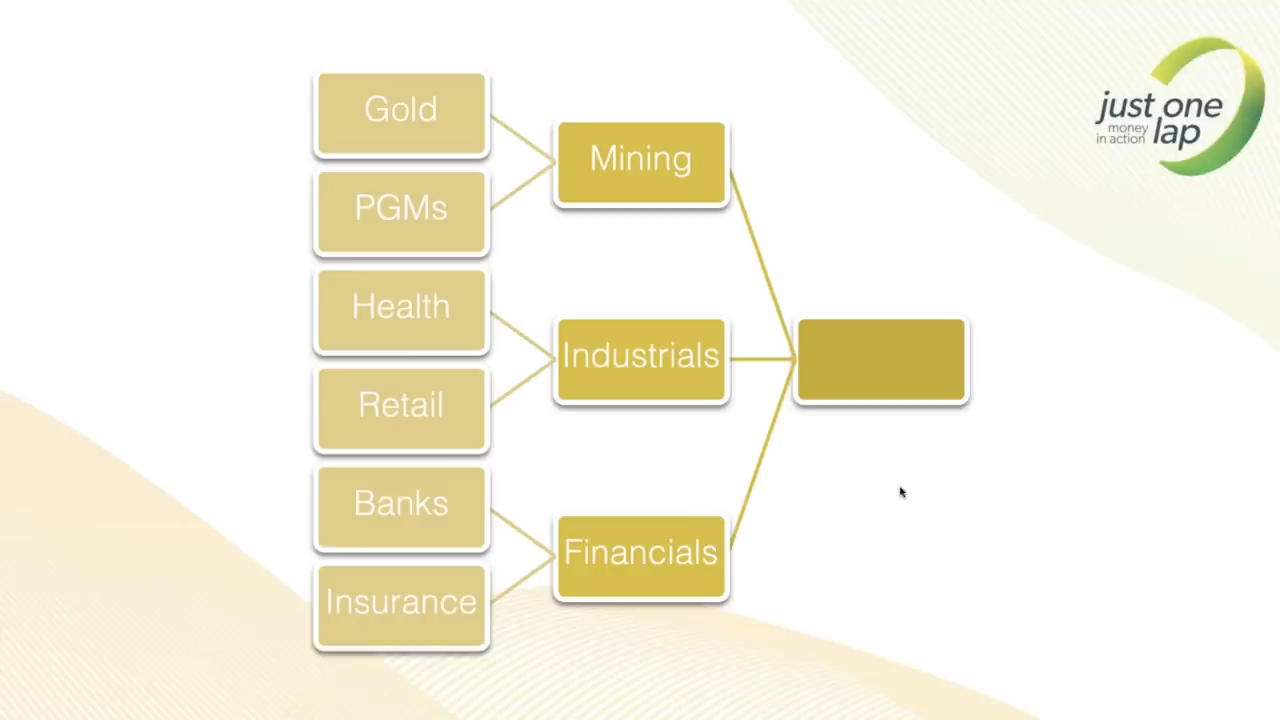 Gold
PGMs
Health
Retail
Banks
Insurance
Mining
Industrials
Financials
just one
money
in action
lap